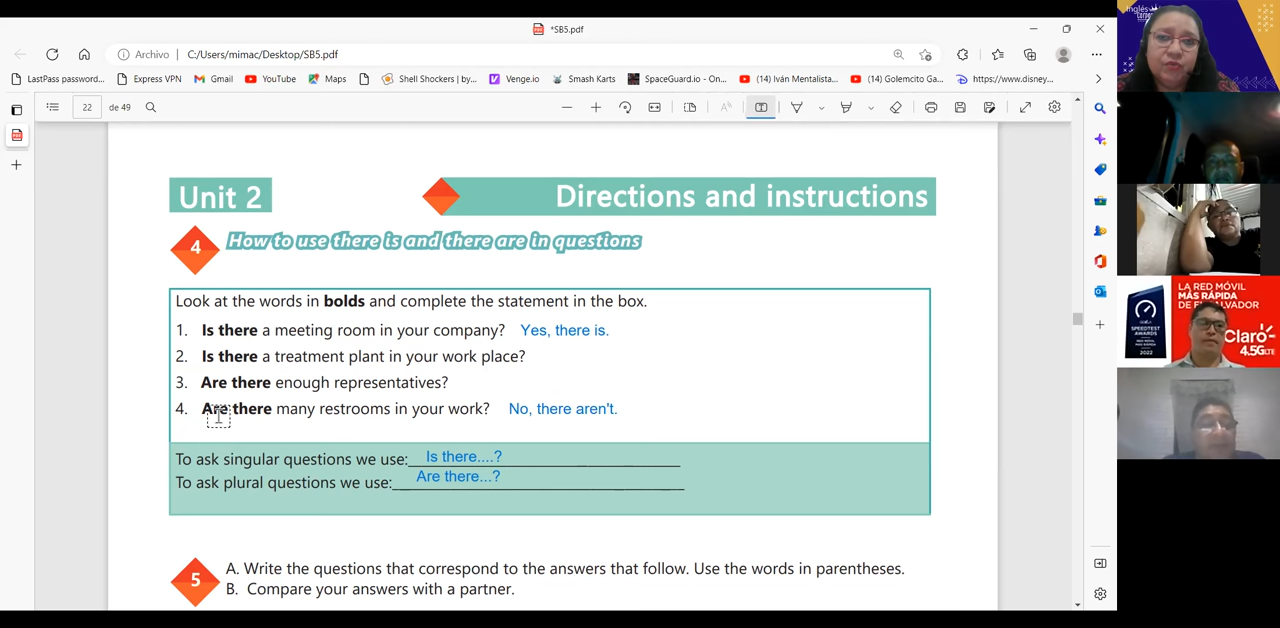 *SB5.pdf
Archivo | C:/Users/mimac/Desktop/SB5.pdf
LastPass password... Express VPN Gmail YouTube Maps Shell Shockers | by... Venge.io Smash Karts SpaceGuard.io - On... (14) Iván Mentalista... (14) Golemcito Ga... https://www.disney...
22 de 49
Unit 2 Directions and instructions
4 How to use there is and there are in questions
Look at the words in bolds and complete the statement in the box.
1. Is there a meeting room in your company? Yes, there is.
2. Is there a treatment plant in your work place?
3. Are there enough representatives?
4. Are there many restrooms in your work? No, there aren't.
To ask singular questions we use: Is there....?
To ask plural questions we use: Are there...?
5 A. Write the questions that correspond to the answers that follow. Use the words in parentheses.
B. Compare your answers with a partner.
Inglés
LA RED MÓVIL
MÁS RÁPIDA
DE EL SALVADOR
SPEEDTEST
AWARDS
2022
Claro
4.5G LTE